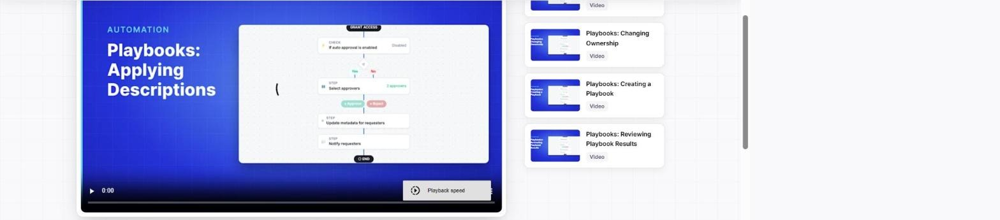 AUTOMATION
Playbooks:
Applying
Descriptions
GRANT ACCESS
CHECK
If auto approval is enabled
Disabled
Yes
No
STEP
Select approvers
2 approvers
Approve
Reject
STEP
Update metadata for requesters
STEP
Notify requesters
END
0:00
Playback speed
Video
Playbooks: Changing
Ownership
Video
Playbooks: Creating a
Playbook
Video
Playbooks: Reviewing
Playbook Results
Video